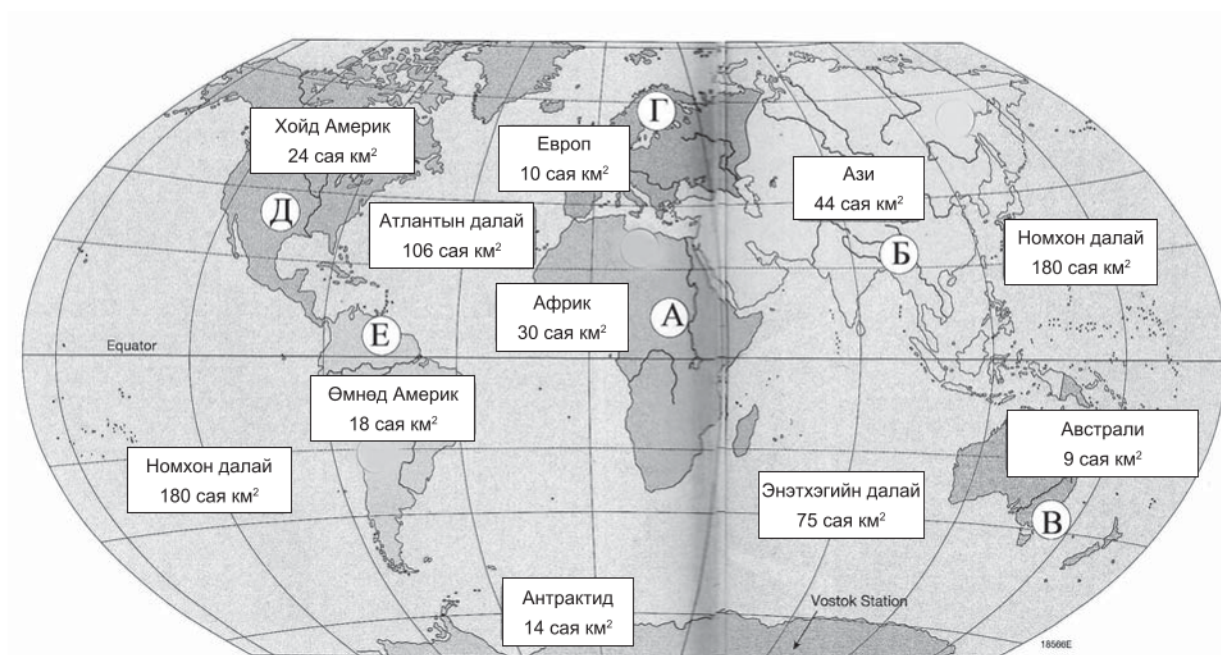 Г
Хойд Америк
24 сая км²
Европ
10 сая км²
Ази
44 сая км²
Д
Атлантын далай
106 сая км²
Номхон далай
180 сая км²
Б
Африк
30 сая км²
А
Е
Equator
Өмнөд Америк
18 сая км²
Австрали
9 сая км²
Номхон далай
180 сая км²
Энэтхэгийн далай
75 сая км²
В
Антрактид
14 сая км²
Vostok Station
18566E